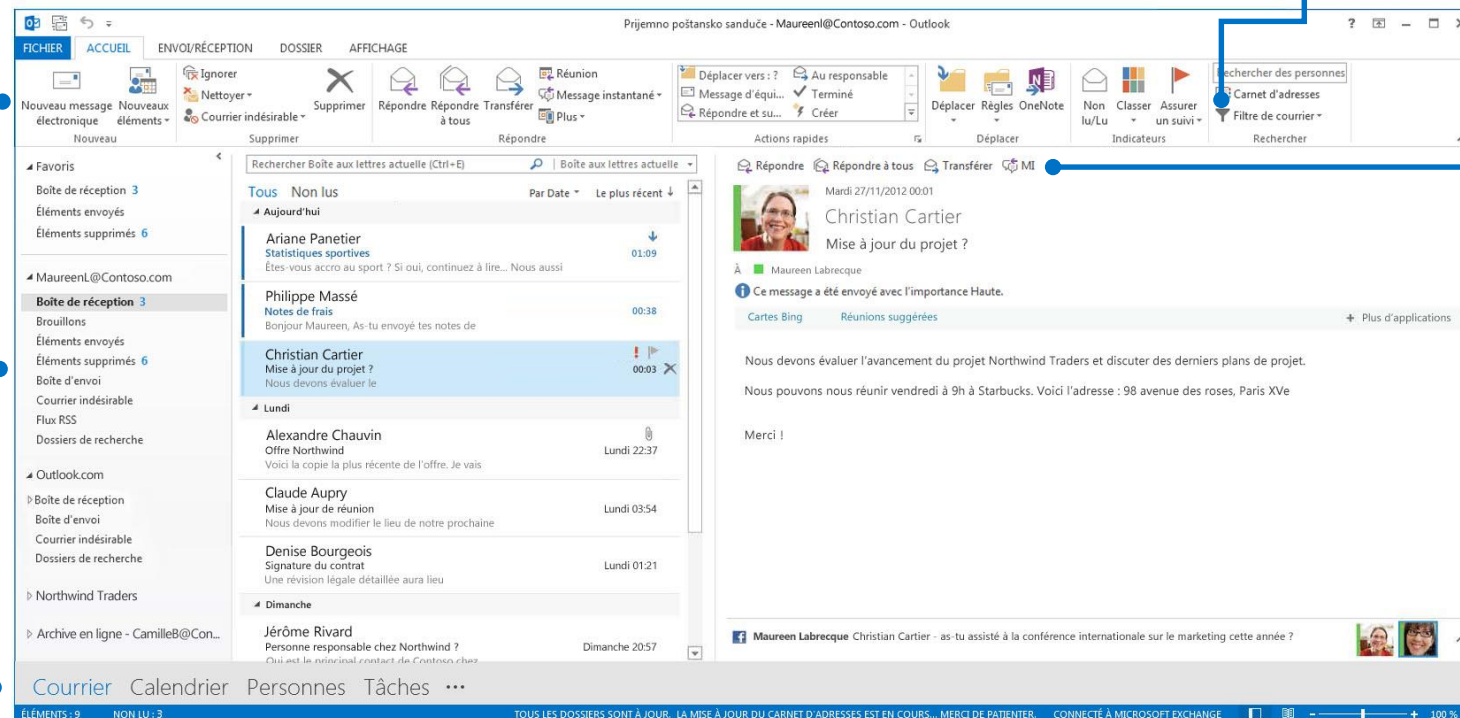 Prijemno poštansko sanduče - Maureenl@Contoso.com - Outlook
FICHIER ACCUEIL ENVOI/RÉCEPTION DOSSIER AFFICHAGE
Nouveau message électronique
Nouveaux éléments
Nouveau
Ignorer
Nettoyer
Courrier indésirable
Supprimer
Supprimer
Répondre
Répondre à tous
Transférer
Réunion
Message instantané
Plus
Répondre
Déplacer vers : ?
Message d'équi...
Répondre et su...
Au responsable
Terminé
Créer
Actions rapides
Déplacer
Règles
OneNote
Déplacer
Non lu/Lu
Classer
Assurer un suivi
Indicateurs
Rechercher des personnes
Carnet d'adresses
Filtre de courrier
Rechercher
Favoris
Boîte de réception 3
Éléments envoyés
Éléments supprimés 6
MaureenL@Contoso.com
Boîte de réception 3
Brouillons
Éléments envoyés
Éléments supprimés 6
Boîte d'envoi
Courrier indésirable
Flux RSS
Dossiers de recherche
Outlook.com
Boîte de réception
Boîte d'envoi
Courrier indésirable
Dossiers de recherche
Northwind Traders
Archive en ligne - CamilleB@Con...
Rechercher Boîte aux lettres actuelle (Ctrl+E) Boîte aux lettres actuelle
Tous Non lus Par Date Le plus récent
Aujourd'hui
Ariane Panetier
Statistiques sportives 01:09
Êtes-vous accro au sport ? Si oui, continuez à lire... Nous aussi
Philippe Massé
Notes de frais 00:38
Bonjour Maureen, As-tu envoyé tes notes de
Christian Cartier
Mise à jour du projet ? 00:03
Nous devons évaluer le
Lundi
Alexandre Chauvin
Offre Northwind Lundi 22:37
Voici la copie la plus récente de l'offre. Je vais
Claude Aupry
Mise à jour de réunion Lundi 03:54
Nous devons modifier le lieu de notre prochaine
Denise Bourgeois
Signature du contrat Lundi 01:21
Une révision légale détaillée aura lieu
Dimanche
Jérôme Rivard
Personne responsable chez Northwind ? Dimanche 20:57
Qui est le principal contact de Contoso chez
Répondre Répondre à tous Transférer MI
Mardi 27/11/2012 00:01
Christian Cartier
Mise à jour du projet ?
À Maureen Labrecque
Ce message a été envoyé avec l'importance Haute.
Cartes Bing Réunions suggérées + Plus d'applications
Nous devons évaluer l'avancement du projet Northwind Traders et discuter des derniers plans de projet.
Nous pouvons nous réunir vendredi à 9h à Starbucks. Voici l'adresse : 98 avenue des roses, Paris XVe
Merci !
Maureen Labrecque Christian Cartier - as-tu assisté à la conférence internationale sur le marketing cette année ?
Courrier Calendrier Personnes Tâches ...
ÉLÉMENTS : 9 NON LU : 3 TOUS LES DOSSIERS SONT À JOUR. LA MISE À JOUR DU CARNET D'ADRESSES EST EN COURS... MERCI DE PATIENTER. CONNECTÉ À MICROSOFT EXCHANGE 100 %